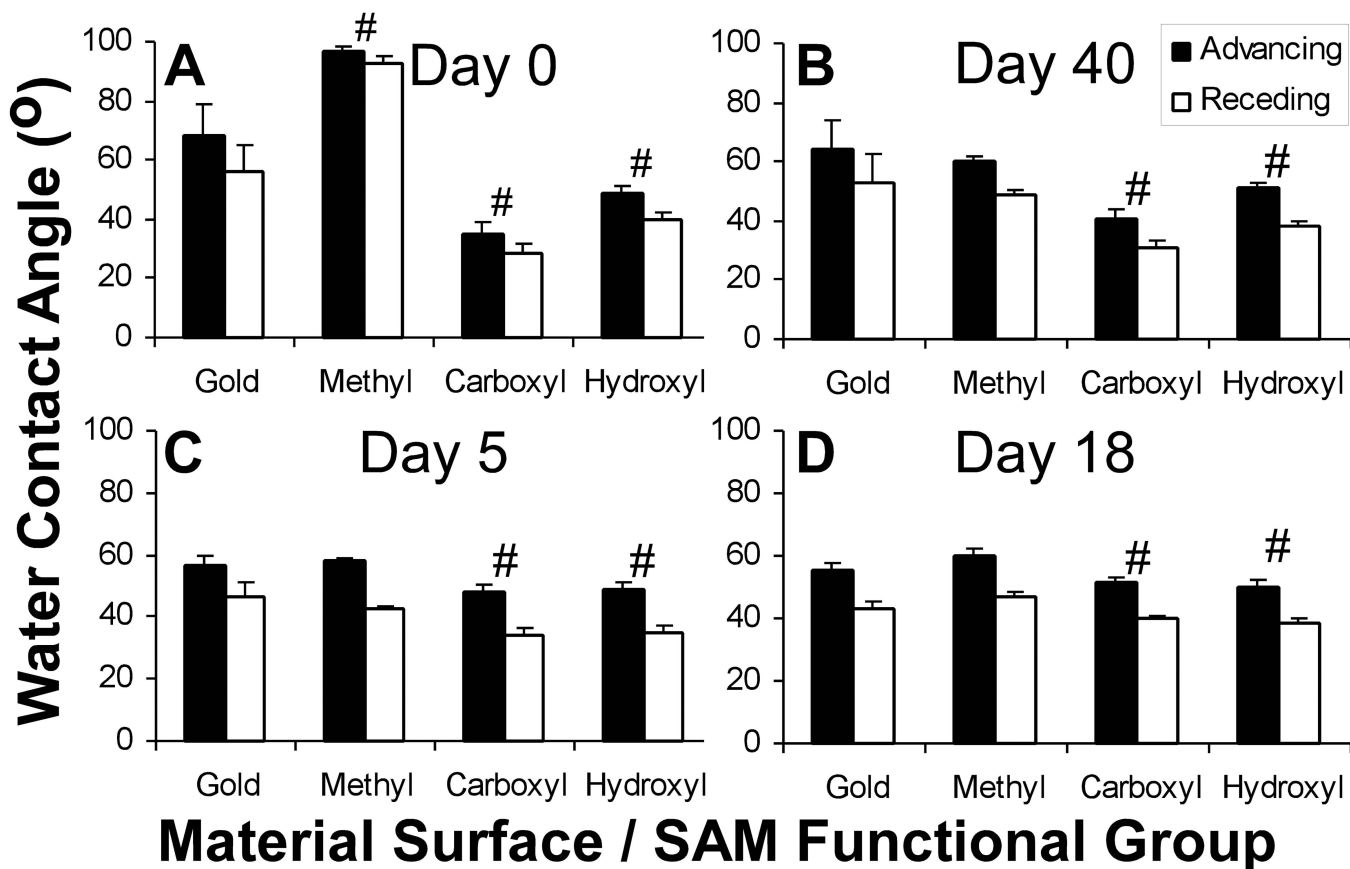 Water Contact Angle (º)
A
Day 0
100
80
60
40
20
0
#
#
#
Gold Methyl Carboxyl Hydroxyl
B
Day 40
Advancing
Receding
100
80
60
40
20
0
#
#
Gold Methyl Carboxyl Hydroxyl
C
Day 5
100
80
60
40
20
0
#
#
Gold Methyl Carboxyl Hydroxyl
D
Day 18
100
80
60
40
20
0
#
#
Gold Methyl Carboxyl Hydroxyl
Material Surface / SAM Functional Group